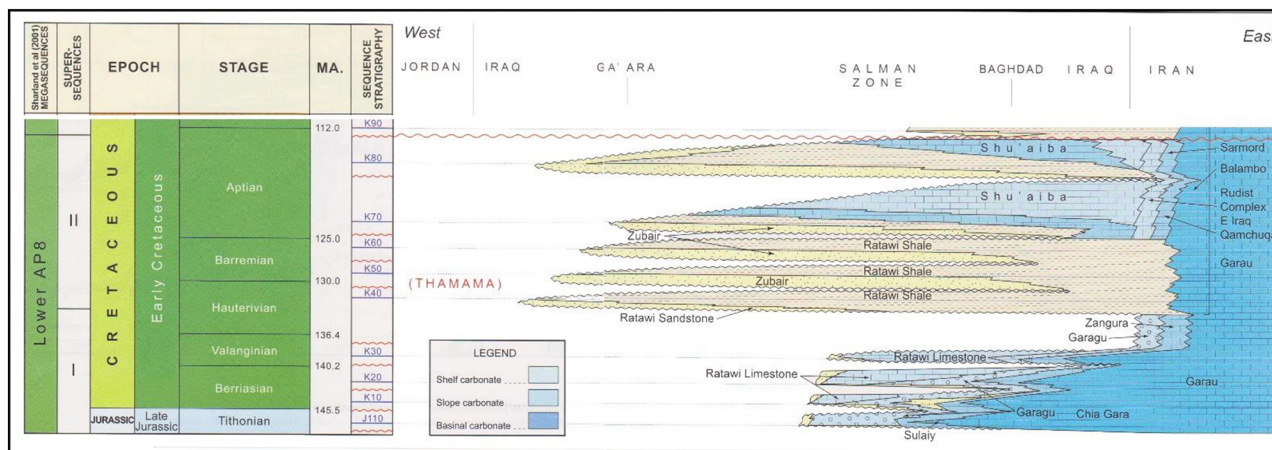 Sharland et al (2001)
MEGASEQUENCES
SUPER-
SEQUENCES
EPOCH
STAGE
MA.
SEQUENCE
STRATIGRAPHY
West
East
JORDAN
IRAQ
GA'ARA
SALMAN
ZONE
BAGHDAD
IRAQ
IRAN
Lower AP8
II
I
CRETACEOUS
Early Cretaceous
JURASSIC
Late
Jurassic
Aptian
Barremian
Hauterivian
Valanginian
Berriasian
Tithonian
112.0
125.0
130.0
136.4
140.2
145.5
K90
K80
K70
K60
K50
K40
K30
K20
K10
J110
(THAMAMA)
Shu'aiba
Shu'aiba
Zubair
Ratawi Shale
Ratawi Shale
Zubair
Ratawi Shale
Ratawi Sandstone
Sarmord
Balambo
Rudist
Complex
E Iraq
Qamchuqa
Garau
Zangura
Garagu
Ratawi Limestone
Ratawi Limestone
Garau
Garagu
Chia Gara
Sulaiy
LEGEND
Shelf carbonate
Slope carbonate
Basinal carbonate